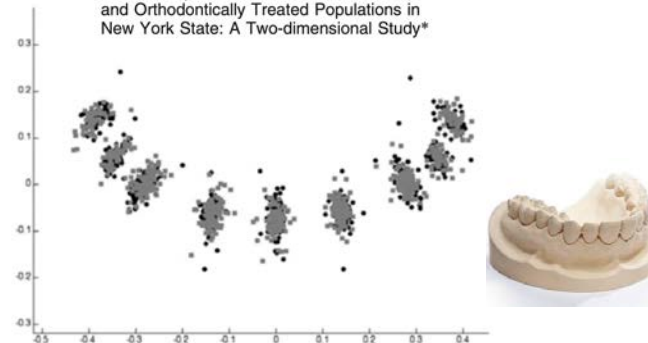 and Orthodontically Treated Populations in
New York State: A Two-dimensional Study*
0.3
0.2
0.1
0
-0.1
-0.2
-0.3
-0.5 -0.4 -0.3 -0.2 -0.1 0 0.1 0.2 0.3 0.4